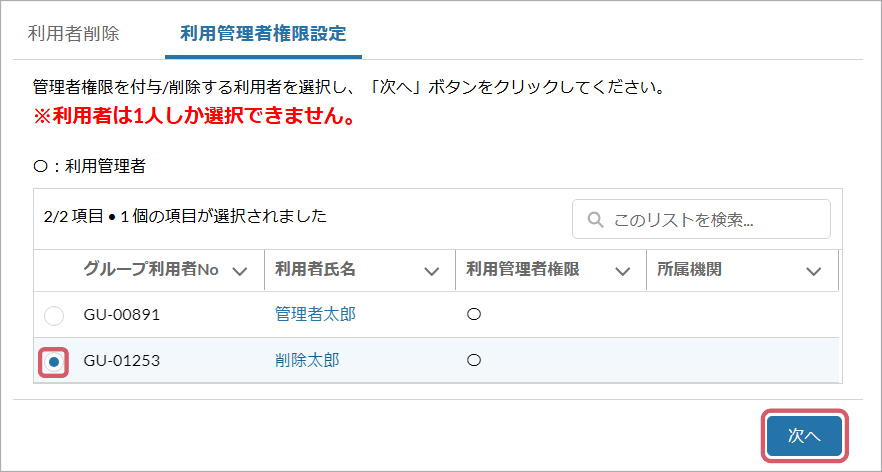 利用者削除 利用管理者権限設定
管理者権限を付与/削除する利用者を選択し、「次へ」ボタンをクリックしてください。
※利用者は1人しか選択できません。
〇：利用管理者
2/2 項目 • 1 個の項目が選択されました このリストを検索...
グループ利用者No 利用者氏名 利用管理者権限 所属機関
GU-00891 管理者太郎 〇
GU-01253 削除太郎 〇
次へ